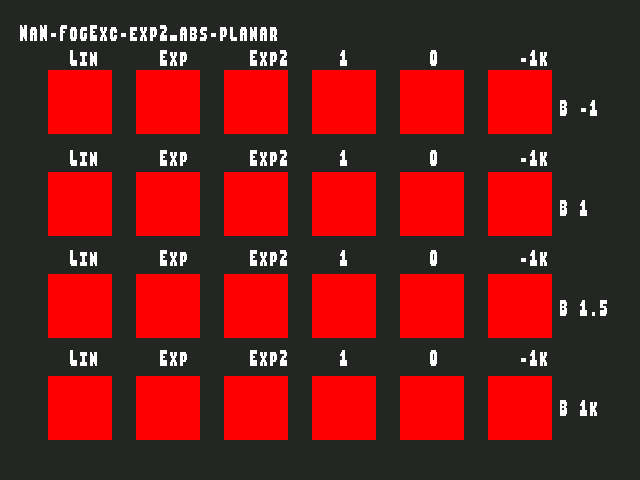 NaN-FogExc-exp2_abs-planar
Lin Exp Exp2 1 0 -1K
B -1
Lin Exp Exp2 1 0 -1K
B 1
Lin Exp Exp2 1 0 -1K
B 1.5
Lin Exp Exp2 1 0 -1K
B 1K